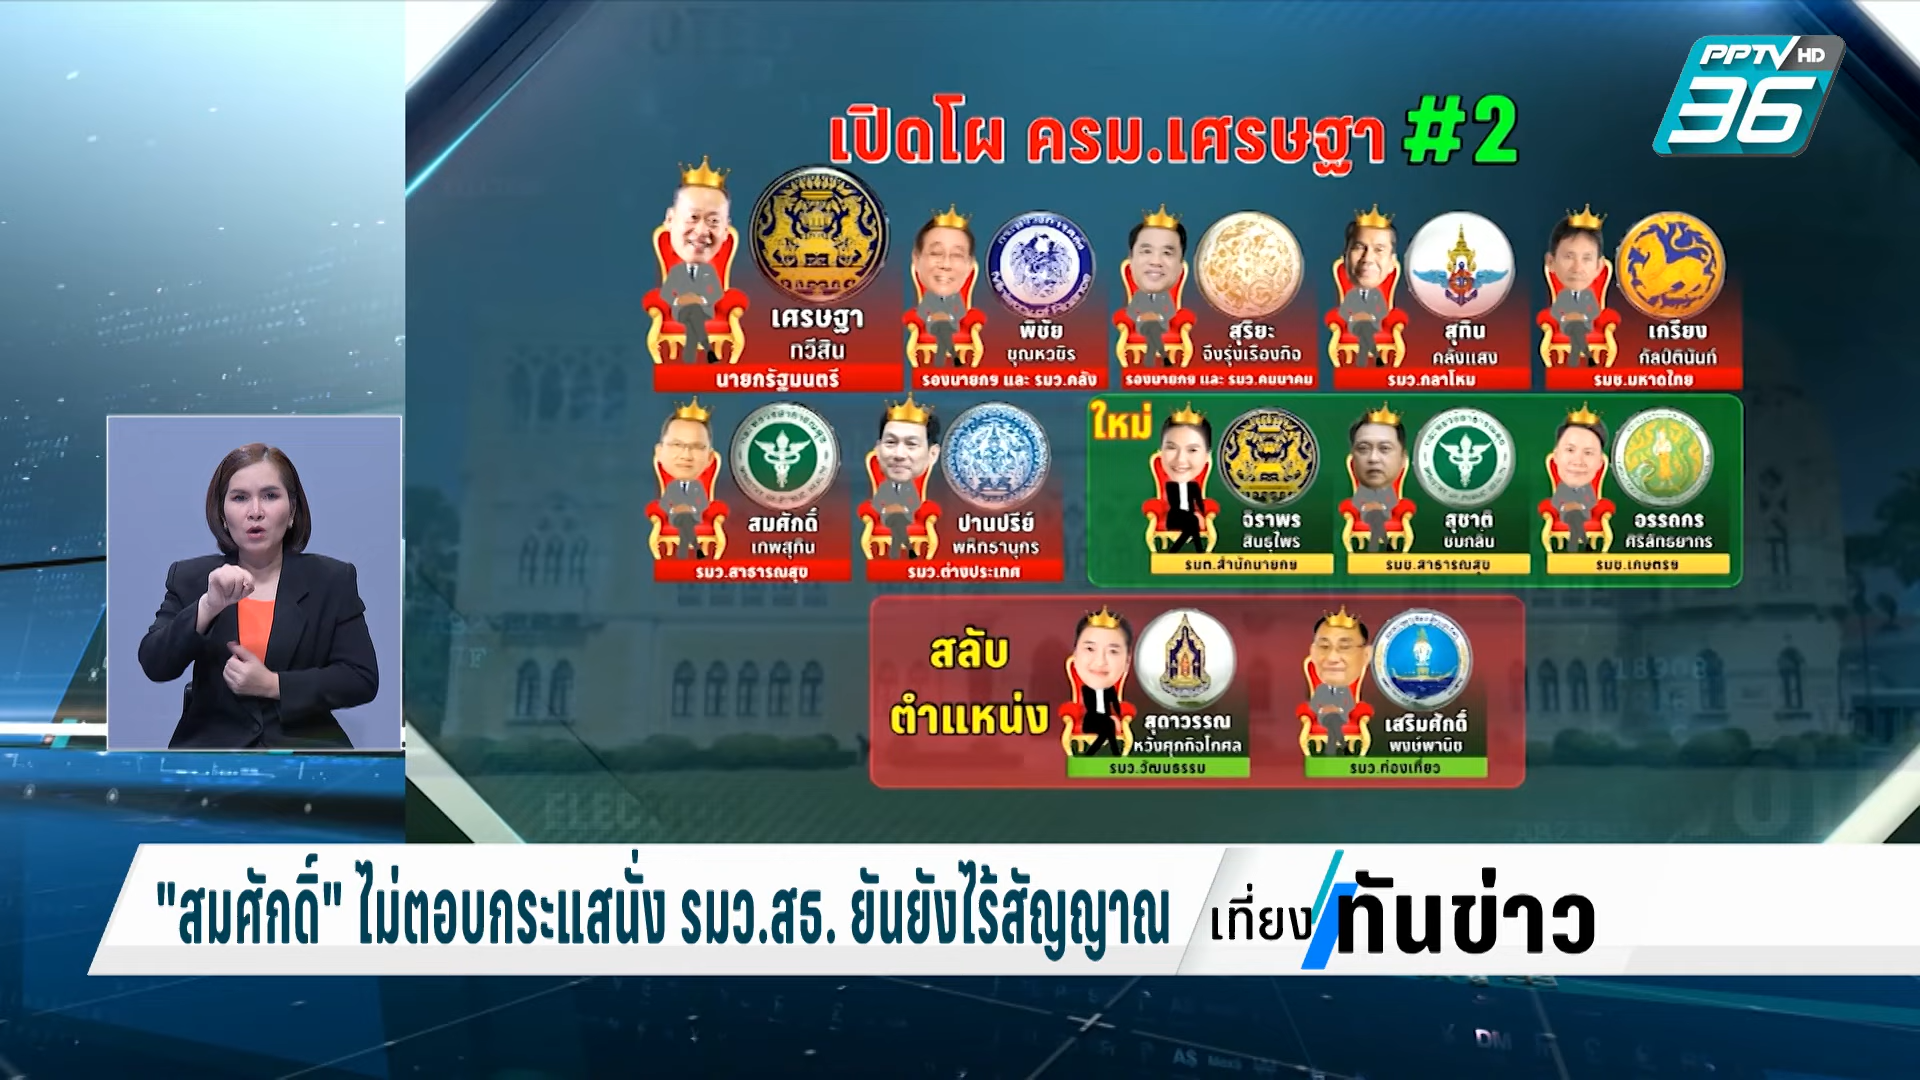 PPTV HD
36
เปิดโผ ครม.เศรษฐา #2
เศรษฐา
ทวีสิน
นายกรัฐมนตรี
พิชัย
ชุณหวชิร
รองนายกฯ และ รมว.คลัง
สุริยะ
จึงรุ่งเรืองกิจ
รองนายกฯ และ รมว.คมนาคม
สุทิน
คลังแสง
รมว.กลาโหม
เกรียง
กัลป์ตินันท์
รมช.มหาดไทย
สมศักดิ์
เทพสุทิน
รมว.สาธารณสุข
ปานปรีย์
พหิทธานุกร
รมว.ต่างประเทศ
ใหม่
จิราพร
สินธุไพร
รมต.สำนักนายกฯ
สุชาติ
ชมกลิ่น
รมช.สาธารณสุข
อรรถกร
ศิริลัทธยากร
รมช.เกษตรฯ
สลับ
ตำแหน่ง
สุดาวรรณ
หวังศุภกิจโกศล
รมว.วัฒนธรรม
เสริมศักดิ์
พงษ์พานิช
รมว.ท่องเที่ยว
"สมศักดิ์" ไม่ตอบกระแสนั่ง รมว.สธ. ยันยังไร้สัญญาณ
เที่ยง ทันข่าว